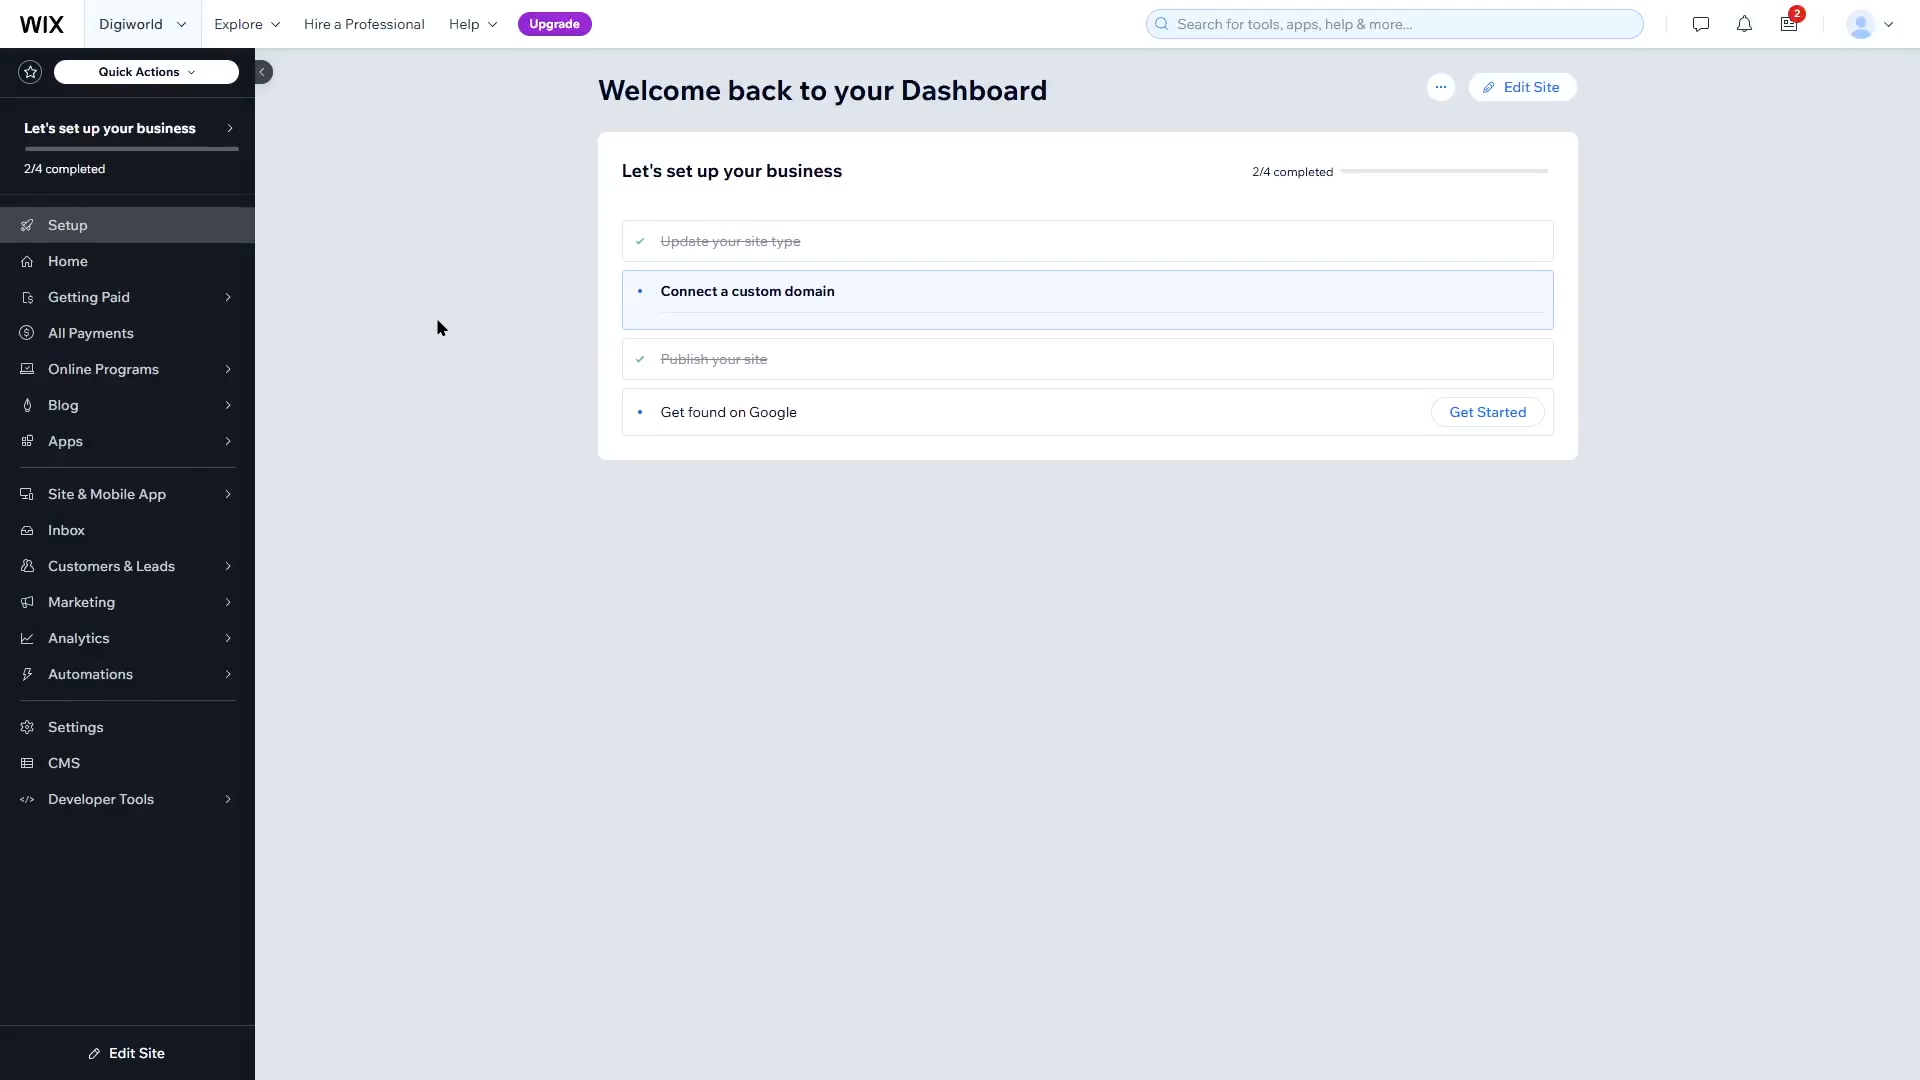 WIX
Digiworld
Explore
Hire a Professional
Help
Upgrade
Search for tools, apps, help & more...
2
Quick Actions
Let's set up your business
2/4 completed
Setup
Home
Getting Paid
All Payments
Online Programs
Blog
Apps
Site & Mobile App
Inbox
Customers & Leads
Marketing
Analytics
Automations
Settings
CMS
Developer Tools
Edit Site
Welcome back to your Dashboard
Edit Site
Let's set up your business
2/4 completed
Update your site type
Connect a custom domain
Publish your site
Get found on Google
Get Started